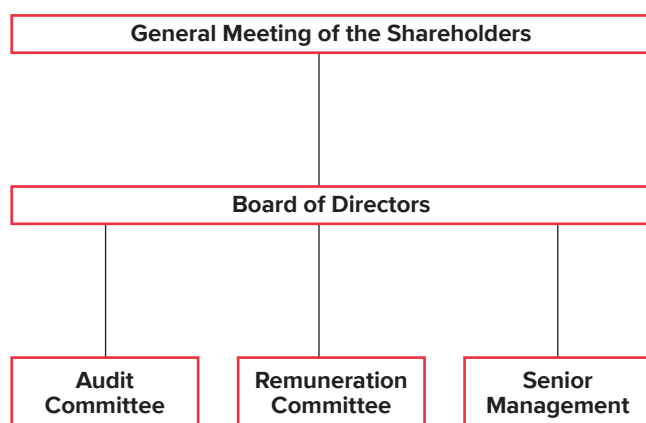 General Meeting of the Shareholders
Board of Directors
Audit
Committee
Remuneration
Committee
Senior
Management